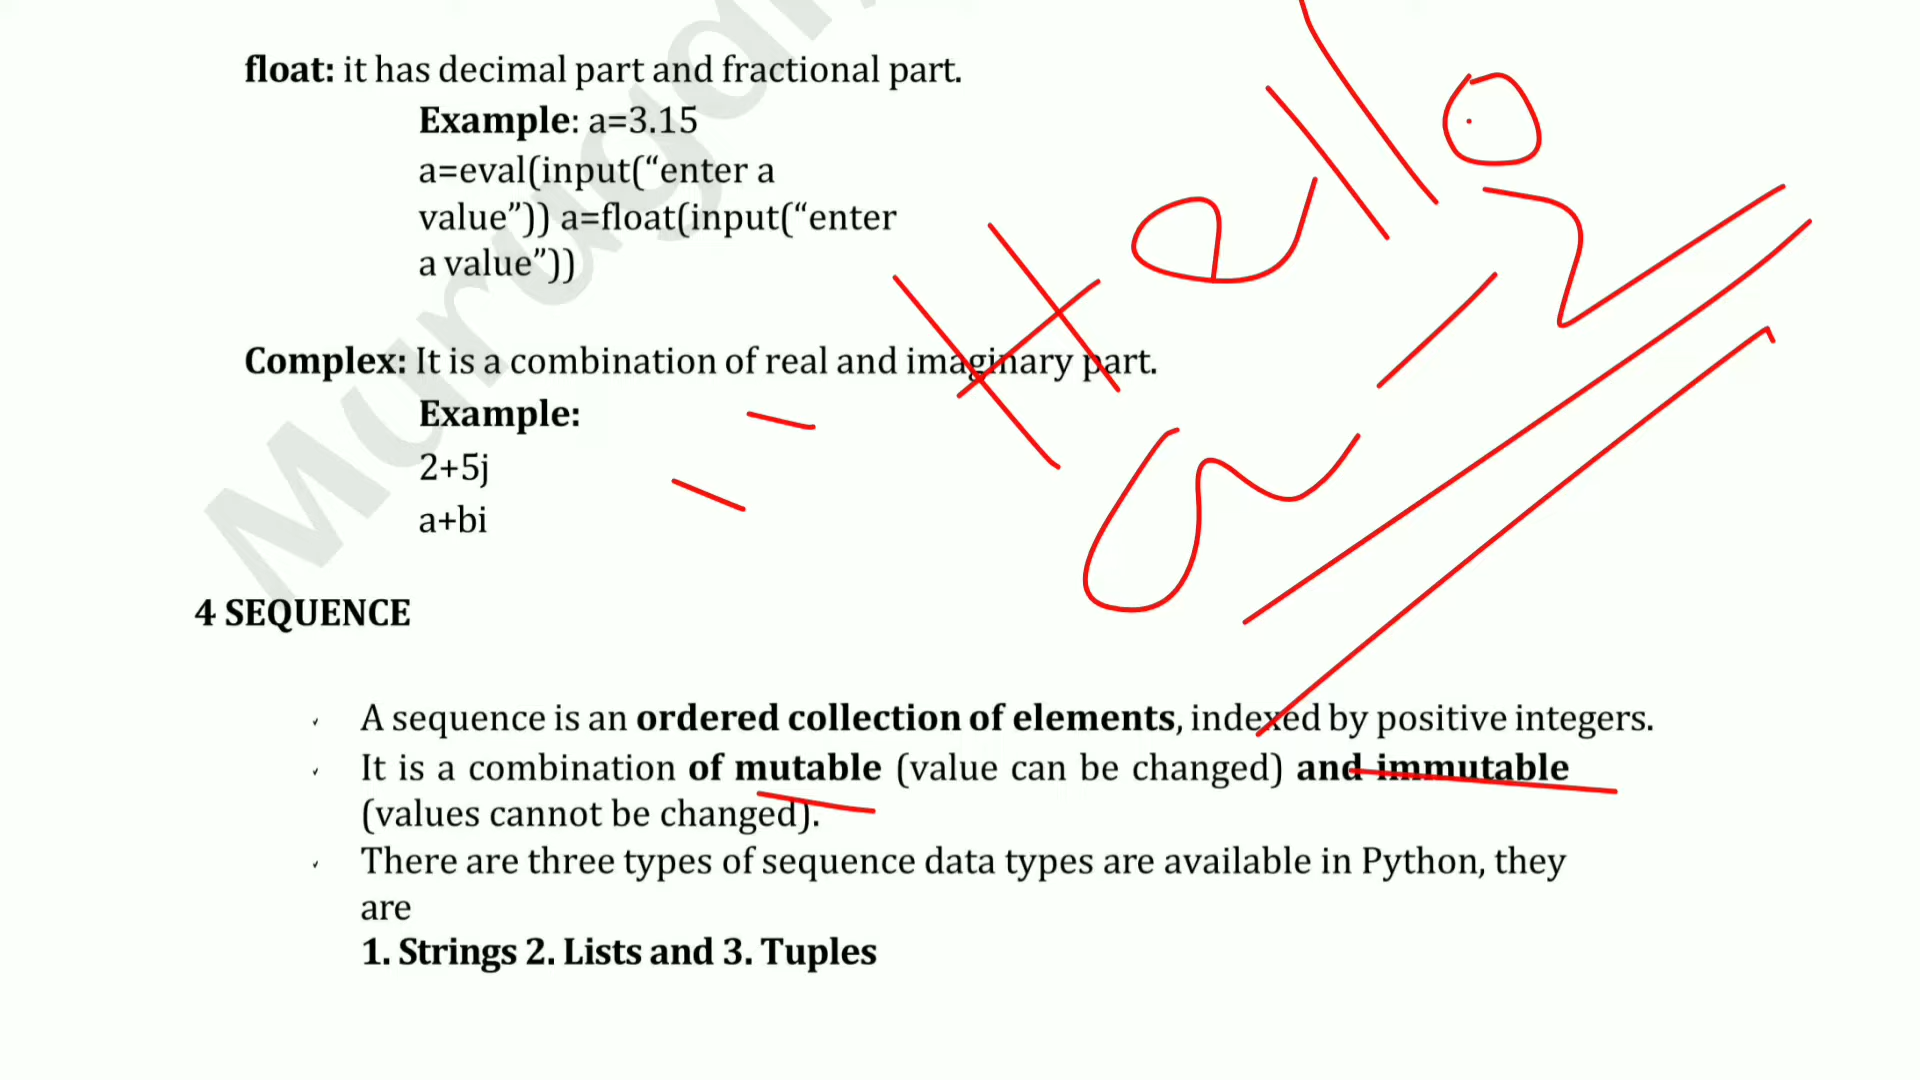 float: it has decimal part and fractional part.
Example: a=3.15
a=eval(input(“enter a
value”)) a=float(input(“enter
a value”))
Complex: It is a combination of real and imaginary part.
Example:
2+5j
a+bi
4 SEQUENCE
A sequence is an ordered collection of elements, indexed by positive integers.
It is a combination of mutable (value can be changed) and immutable
(values cannot be changed).
There are three types of sequence data types are available in Python, they
are
1. Strings 2. Lists and 3. Tuples
Hello